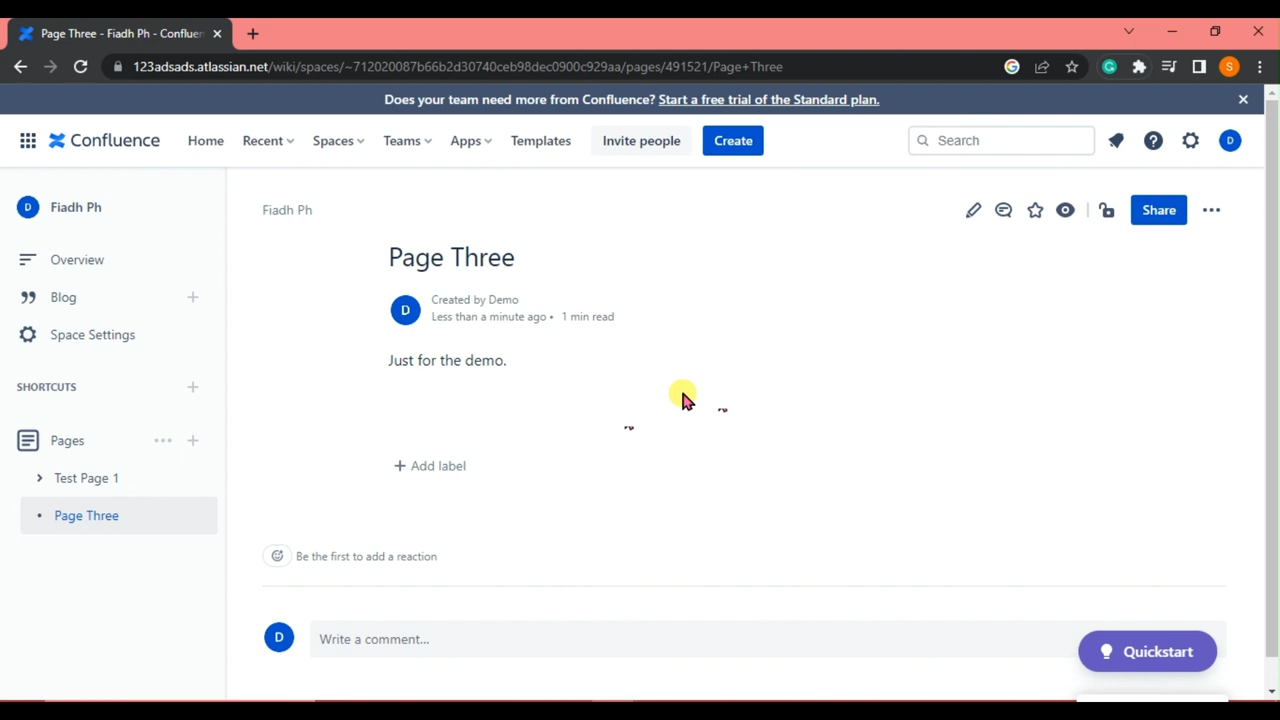 Page Three - Fiadh Ph - Confluen
123adsads.atlassian.net/wiki/spaces/~712020087b66b2d30740ceb98dec0900c929aa/pages/491521/Page+Three
S
Does your team need more from Confluence? Start a free trial of the Standard plan.
Confluence Home Recent Spaces Teams Apps Templates Invite people Create Search D
D Fiadh Ph
Overview
Blog
Space Settings
SHORTCUTS
Pages
Test Page 1
Page Three
Fiadh Ph Share
Page Three
D Created by Demo
Less than a minute ago • 1 min read
Just for the demo.
+ Add label
Be the first to add a reaction
D Write a comment...
Quickstart